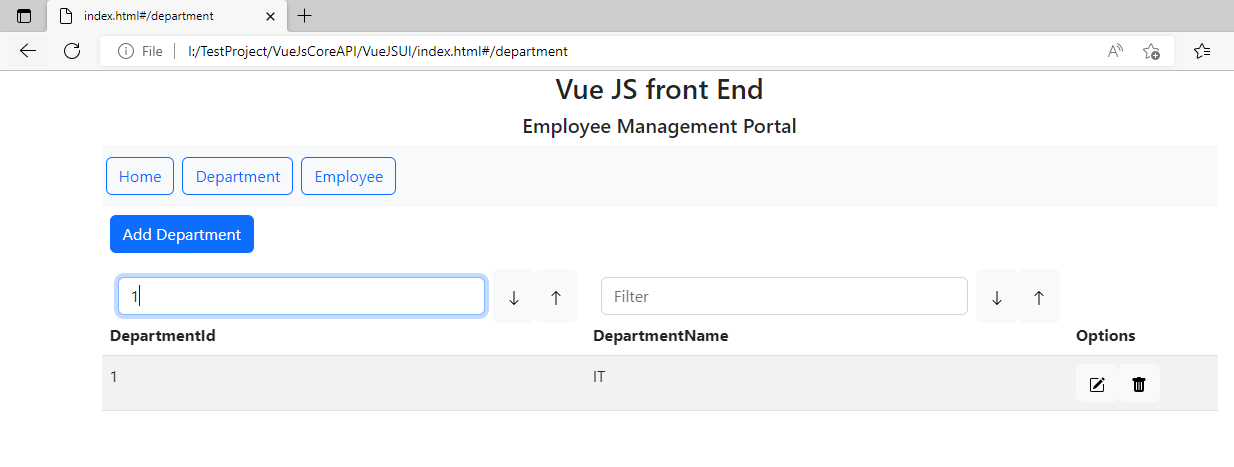 index.html#/department
File
I:/TestProject/VueJsCoreAPI/VueJSUI/index.html#/department
Vue JS front End
Employee Management Portal
Home Department Employee
Add Department
1 Filter
DepartmentId DepartmentName Options
1 IT